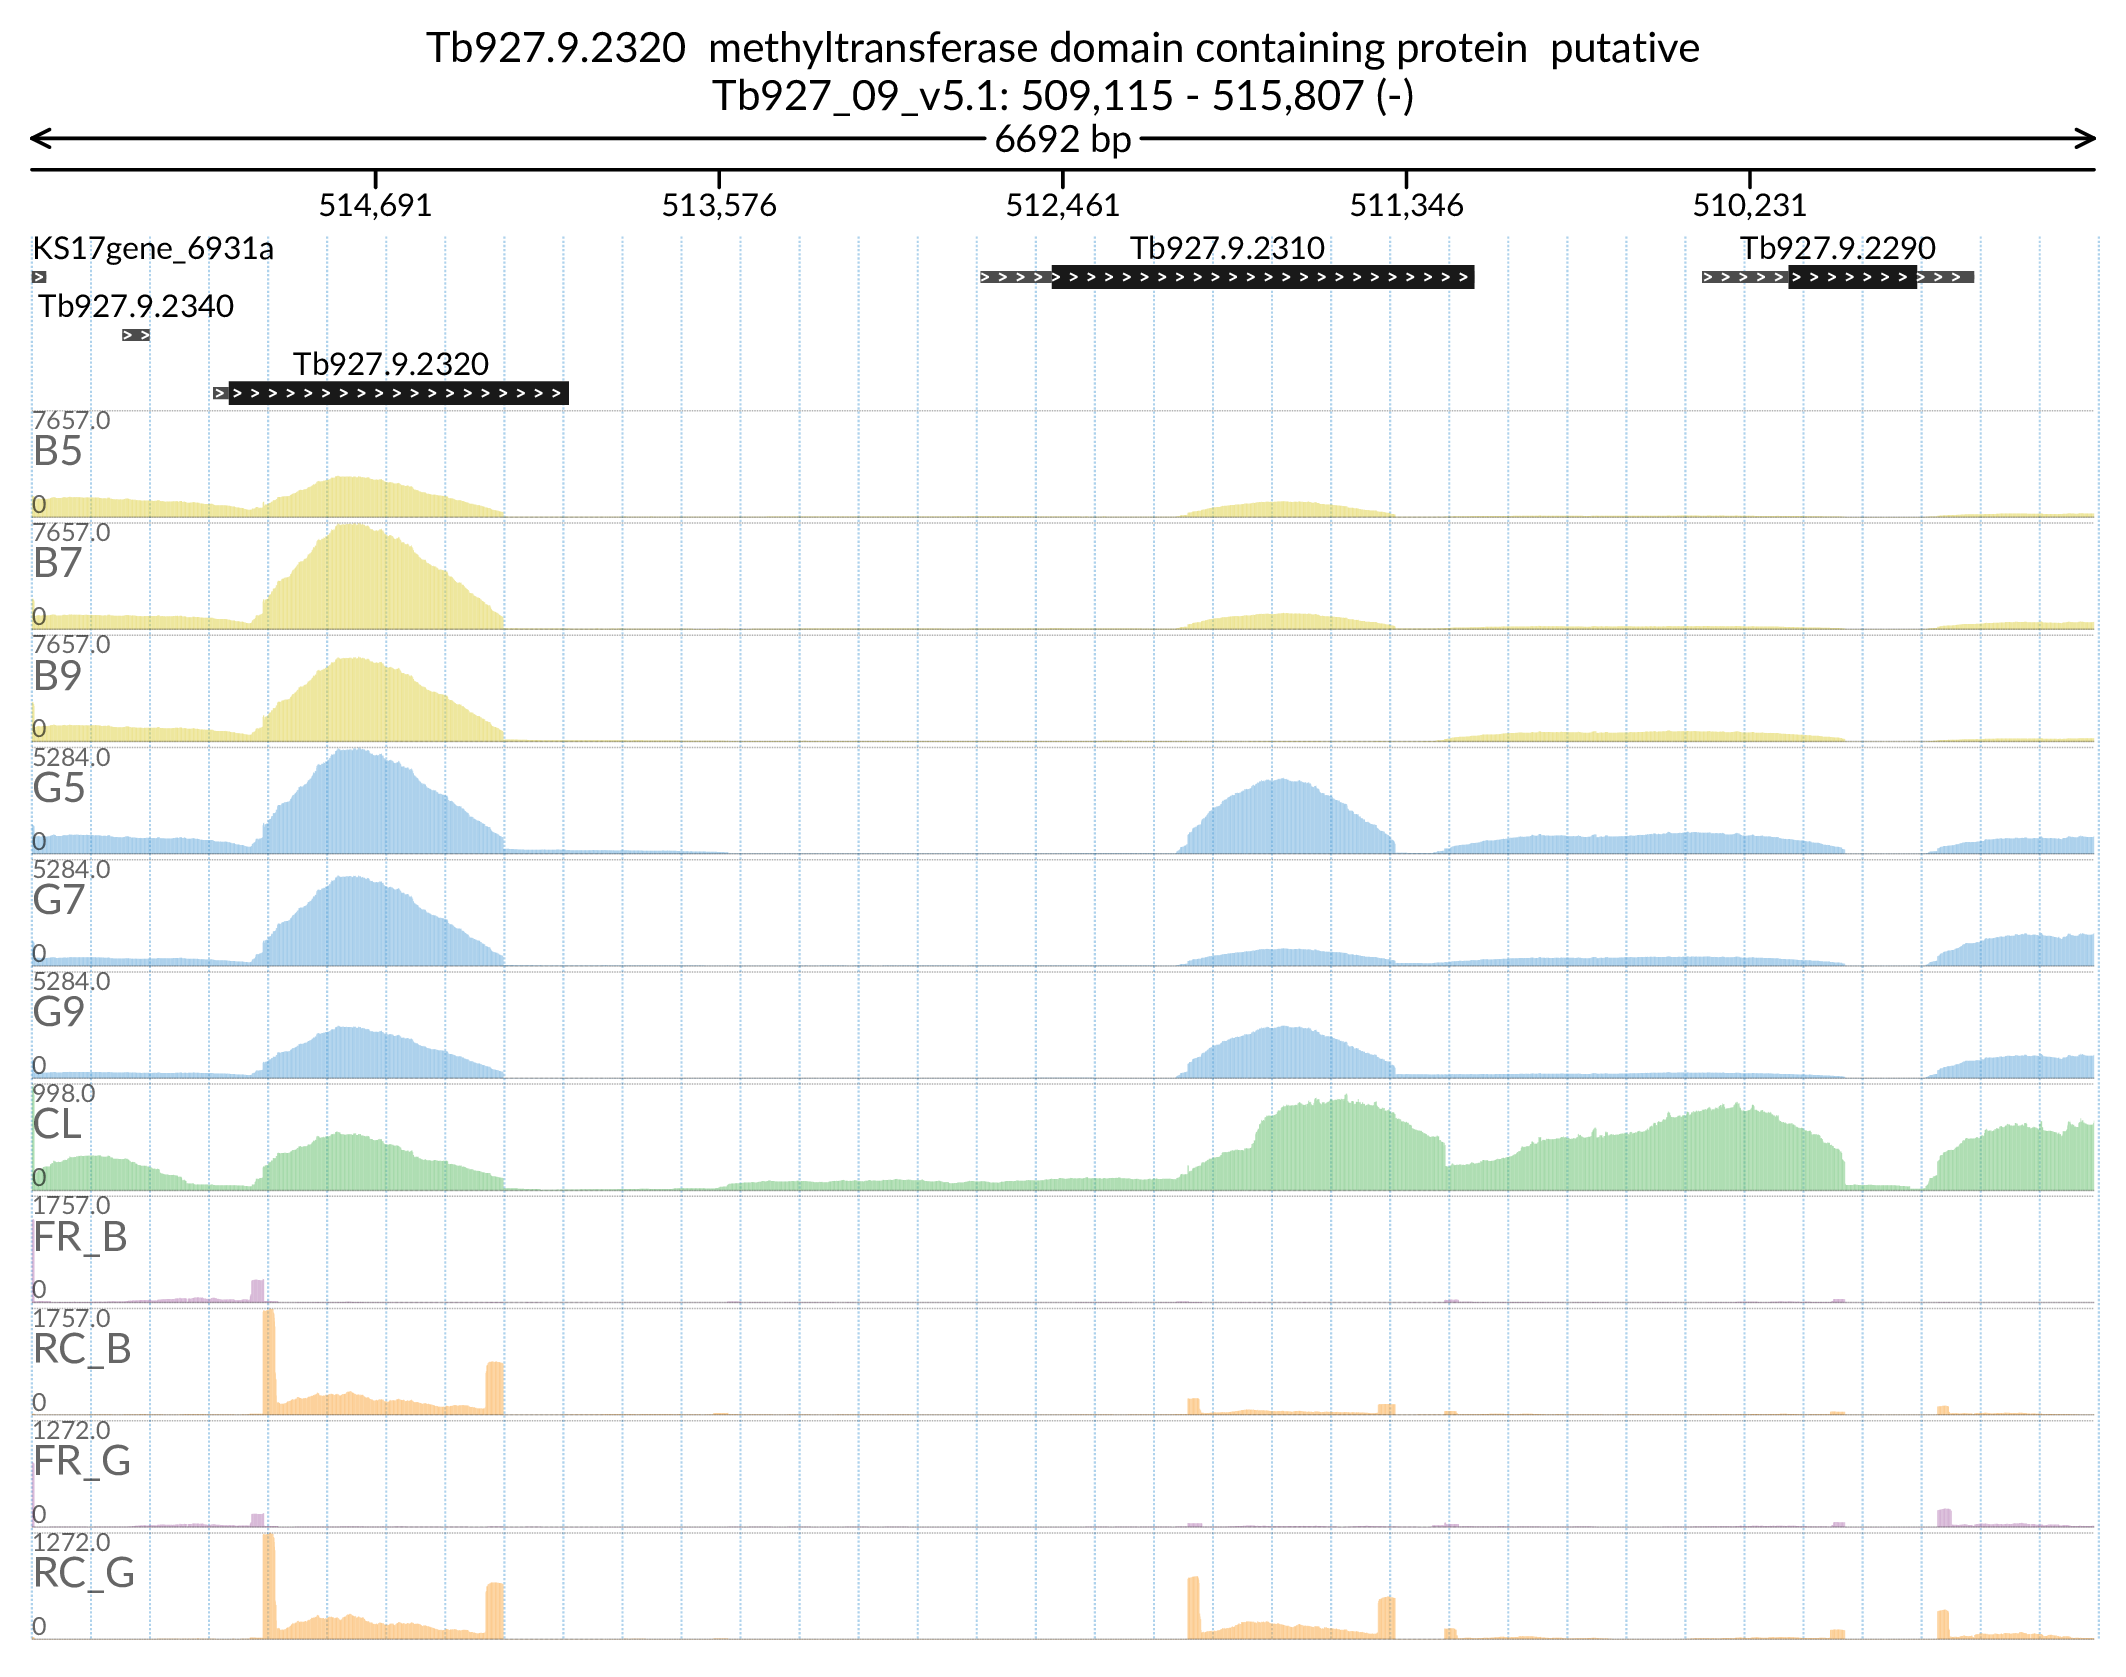 Tb927.9.2320  methyltransferase domain containing protein  putative
Tb927_09_v5.1: 509,115 - 515,807 (-)
6692 bp
514,691 513,576 512,461 511,346 510,231
KS17gene_6931a Tb927.9.2310 Tb927.9.2290
Tb927.9.2340
Tb927.9.2320
7657.0
B5
0
7657.0
B7
0
7657.0
B9
0
5284.0
G5
0
5284.0
G7
0
5284.0
G9
0
998.0
CL
0
1757.0
FR_B
0
1757.0
RC_B
0
1272.0
FR_G
0
1272.0
RC_G
0